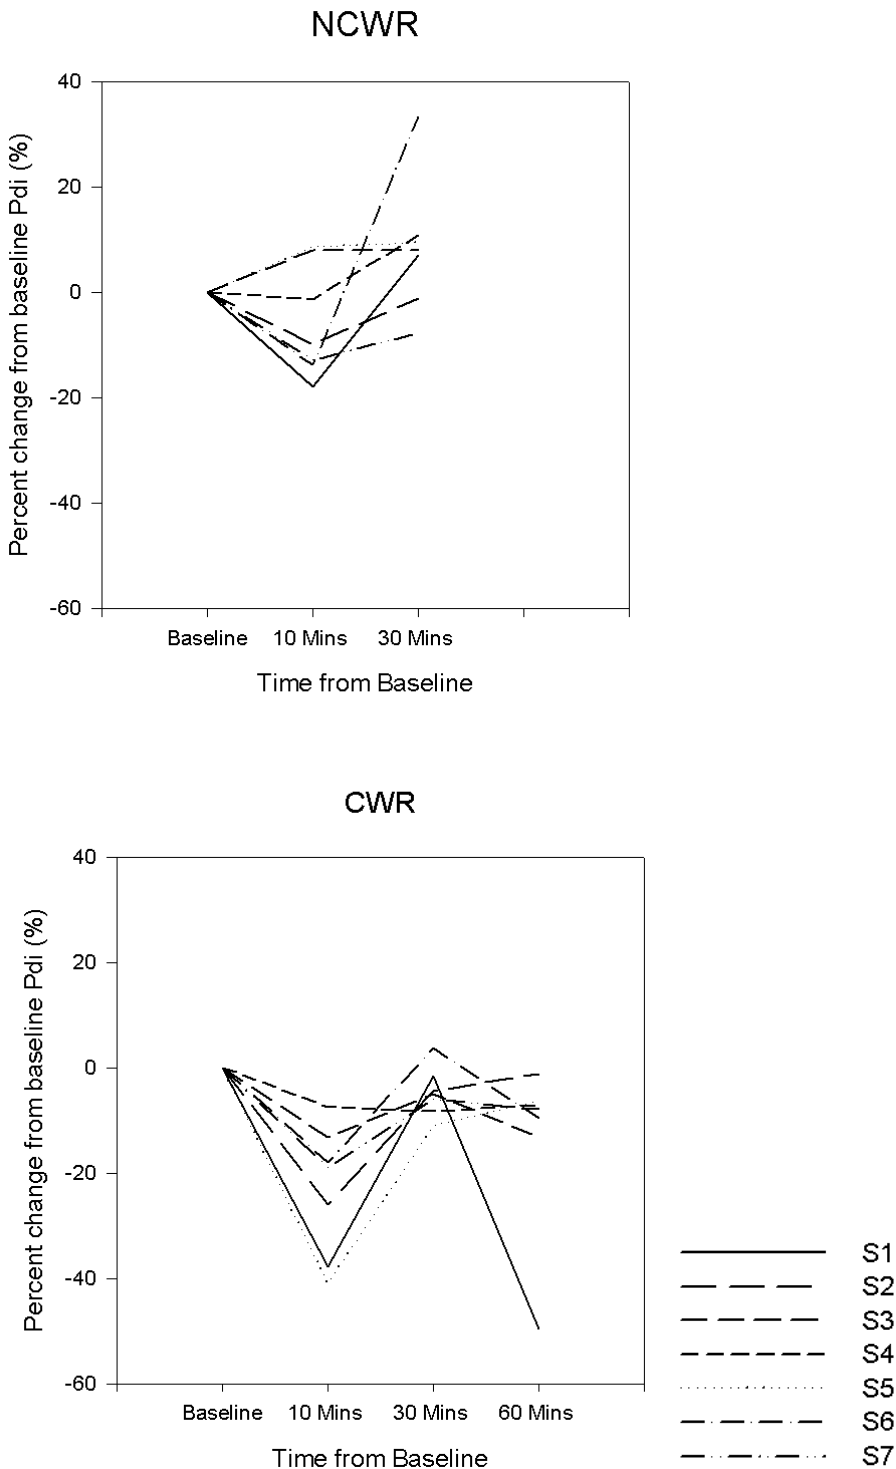 NCWR
Percent change from baseline Pdi (%)
40
20
0
-20
-40
-60
Baseline 10 Mins 30 Mins
Time from Baseline
CWR
Percent change from baseline Pdi (%)
40
20
0
-20
-40
-60
Baseline 10 Mins 30 Mins 60 Mins
Time from Baseline
S1
S2
S3
S4
S5
S6
S7